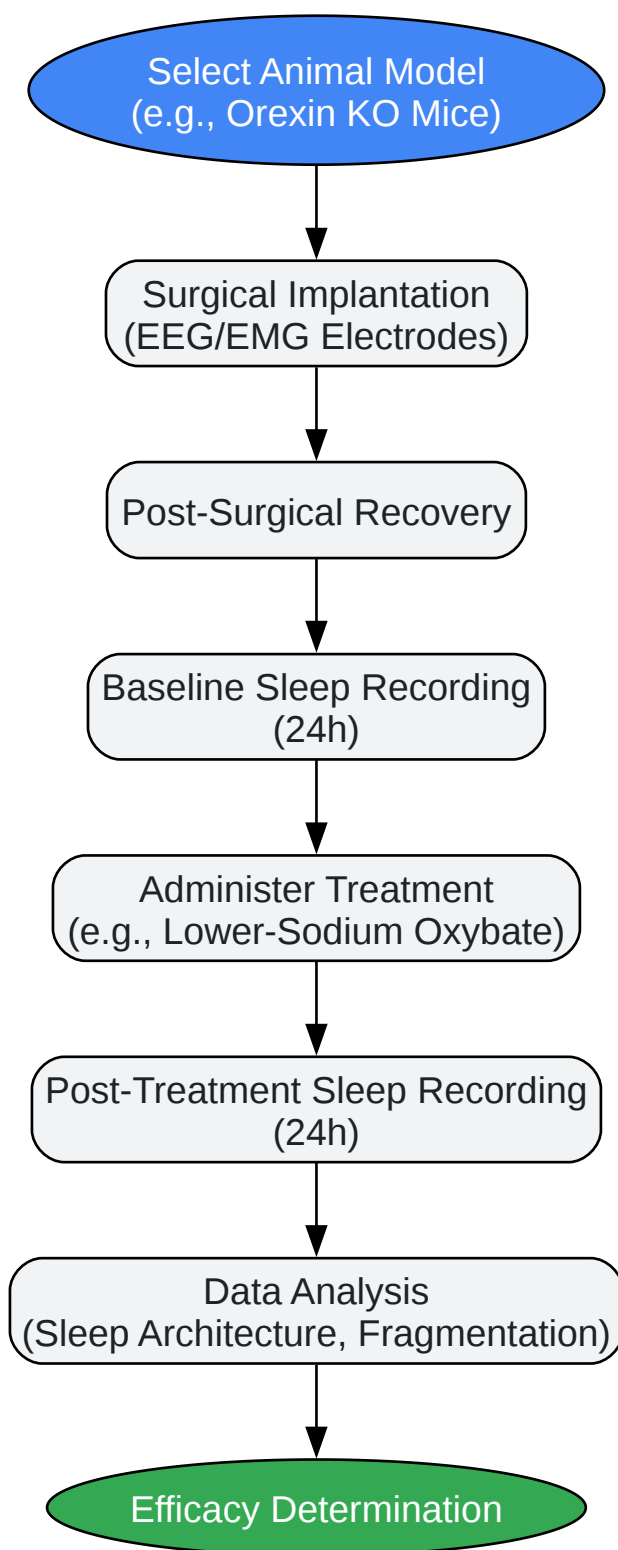 Select Animal Model
(e.g., Orexin KO Mice)
Surgical Implantation
(EEG/EMG Electrodes)
Post-Surgical Recovery
Baseline Sleep Recording
(24h)
Administer Treatment
(e.g., Lower-Sodium Oxybate)
Post-Treatment Sleep Recording
(24h)
Data Analysis
(Sleep Architecture, Fragmentation)
Efficacy Determination